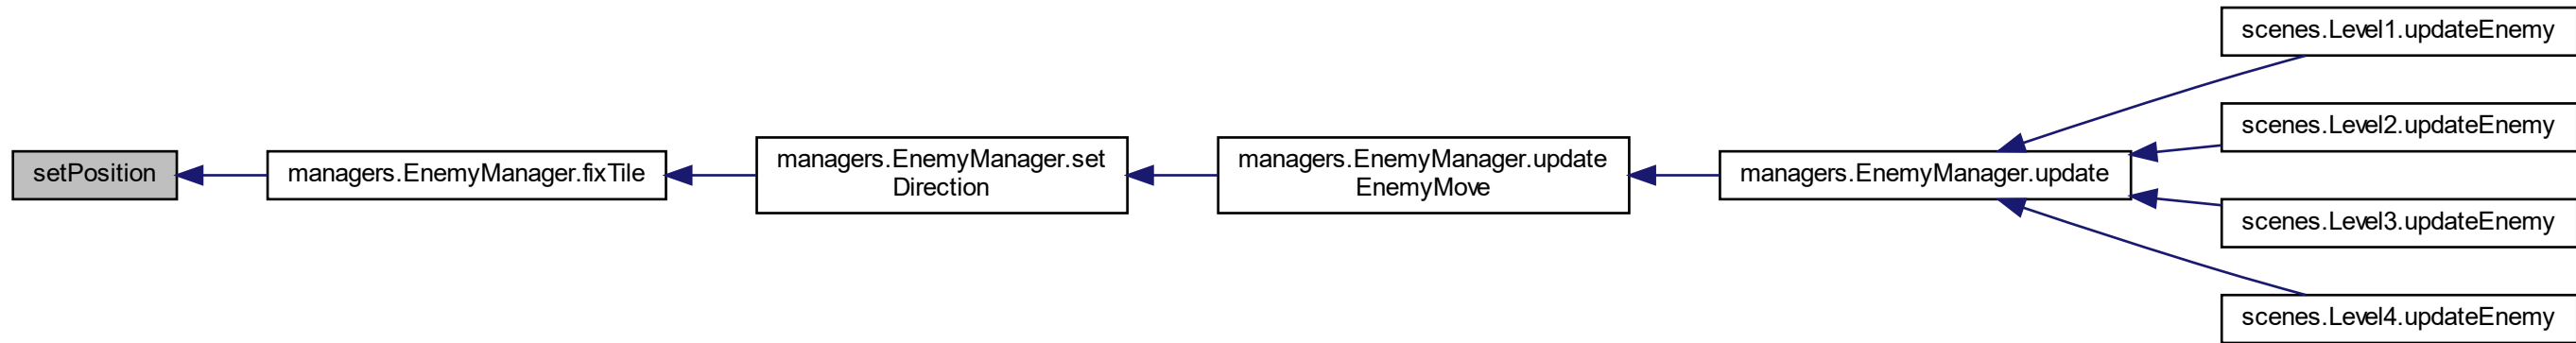 setPosition
managers.EnemyManager.fixTile
managers.EnemyManager.set
Direction
managers.EnemyManager.update
EnemyMove
managers.EnemyManager.update
scenes.Level1.updateEnemy
scenes.Level2.updateEnemy
scenes.Level3.updateEnemy
scenes.Level4.updateEnemy